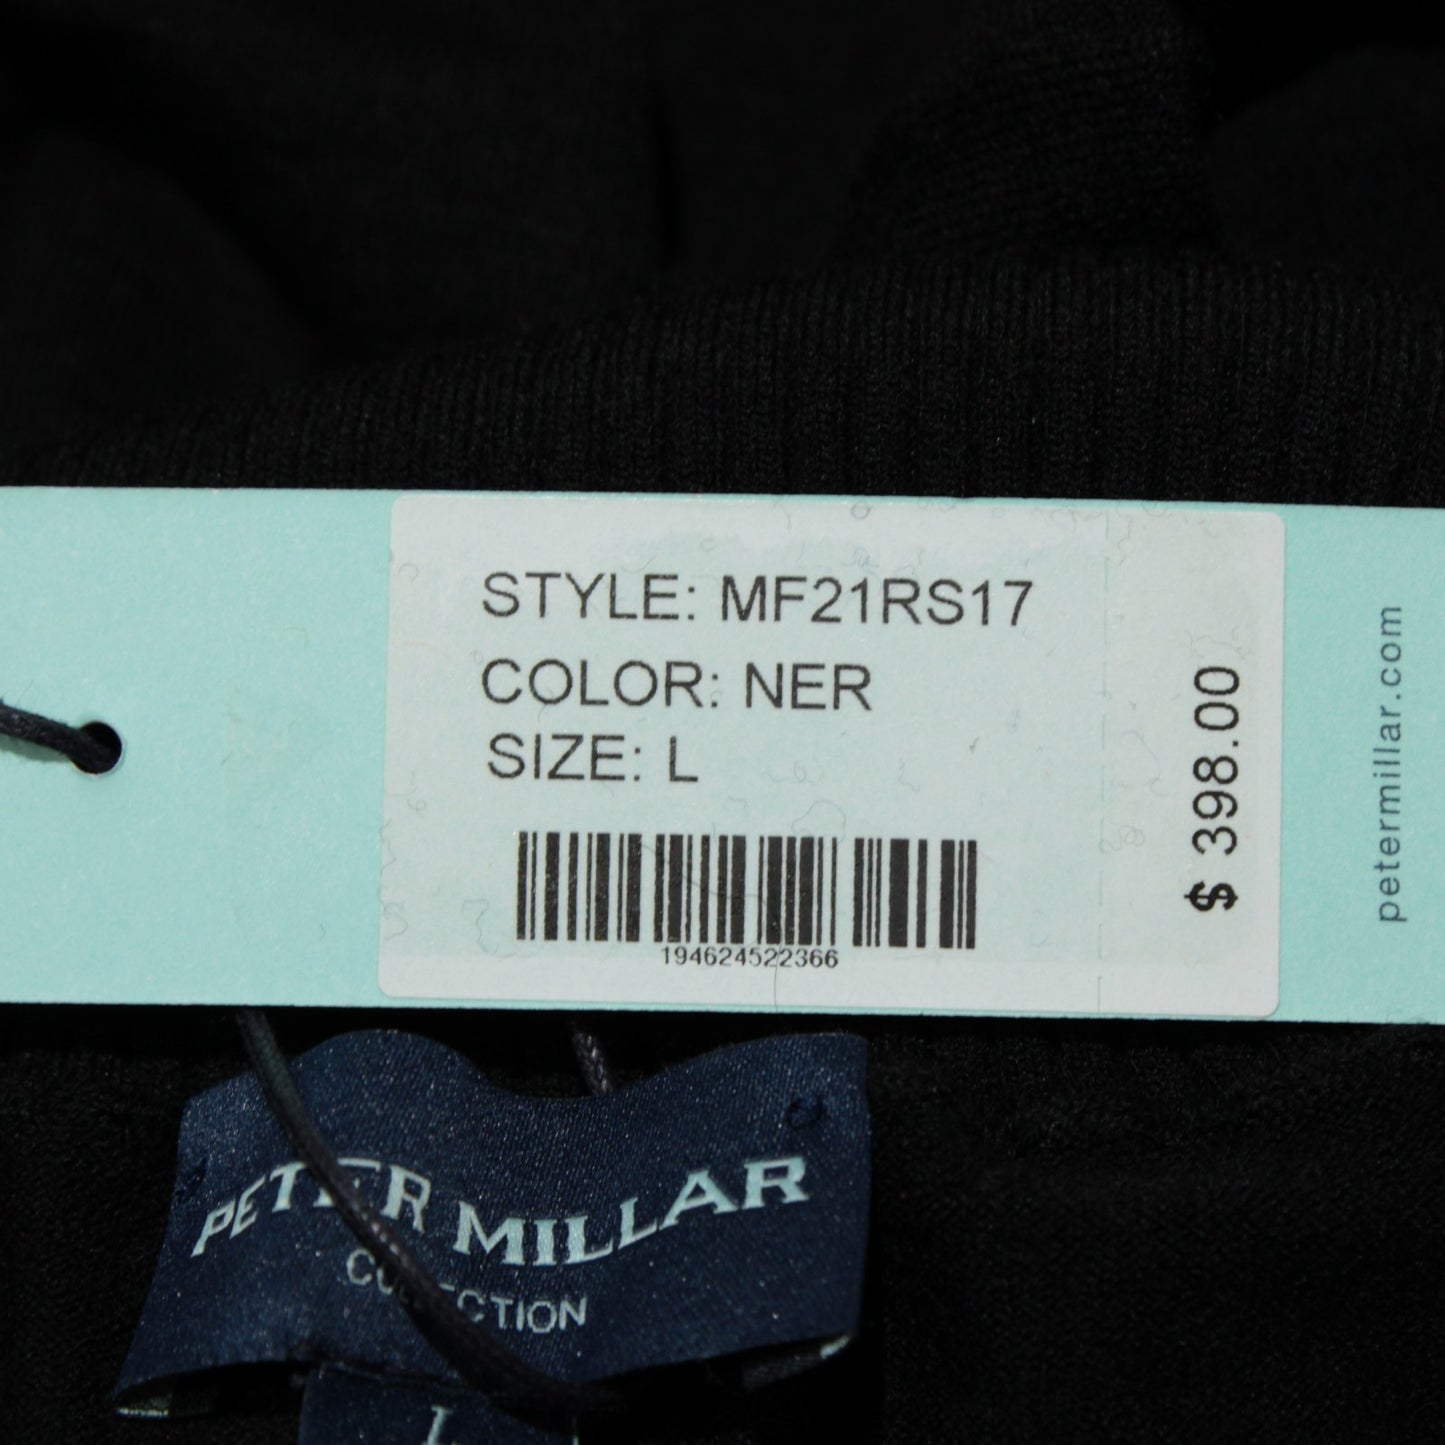 STYLE: MF21RS17
COLOR: NER
SIZE: L
194624522366
$ 398.00
petermillar.com
PETER MILLAR
COLLECTION
L